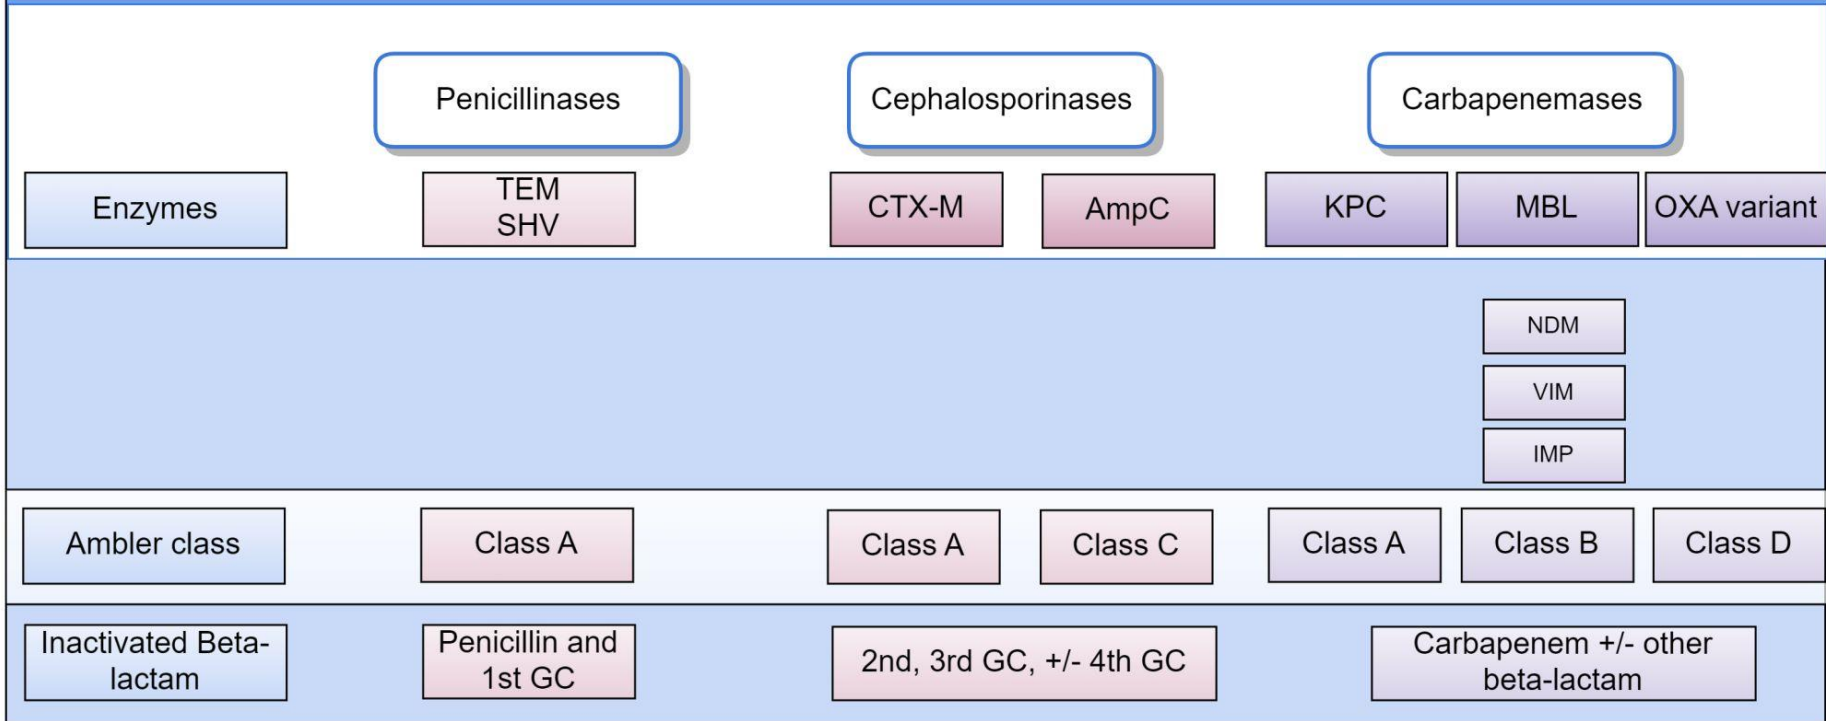 Penicillinases
Cephalosporinases
Carbapenemases
Enzymes
TEM
SHV
CTX-M
AmpC
KPC
MBL
OXA variant
NDM
VIM
IMP
Ambler class
Class A
Class A
Class C
Class A
Class B
Class D
Inactivated Beta-
lactam
Penicillin and
1st GC
2nd, 3rd GC, +/- 4th GC
Carbapenem +/- other
beta-lactam